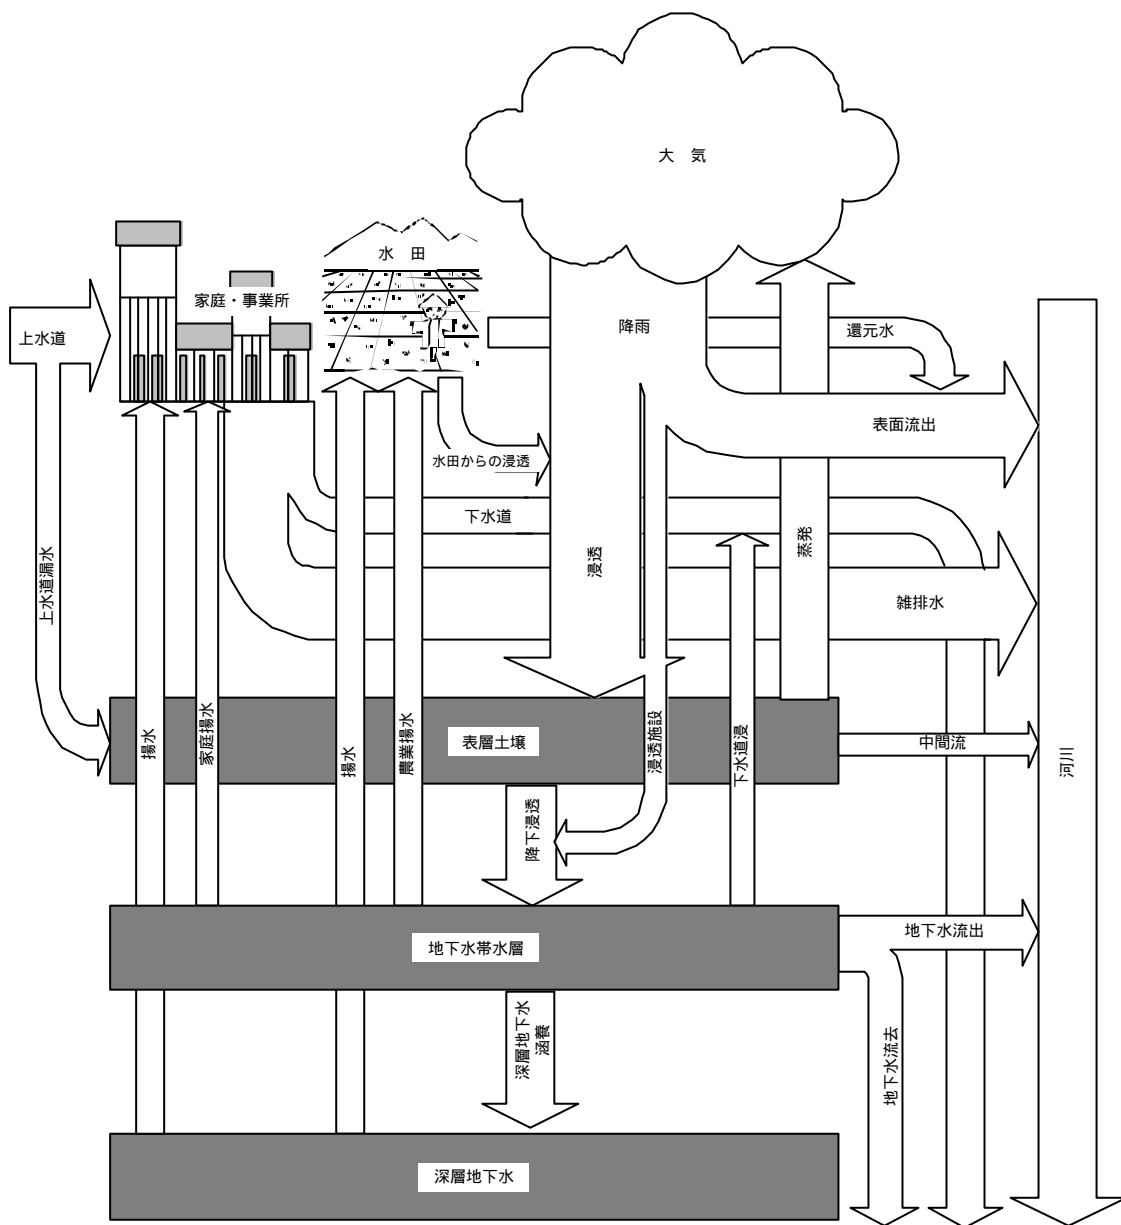 大　気
水　田
家庭・事業所
上水道
降雨
還元水
表面流出
水田からの浸透
下水道
蒸発
浸透
上水道漏水
雑排水
揚水
家庭揚水
揚水
農業揚水
表層土壌
浸透施設
下水道浸
中間流
河川
降下浸透
地下水帯水層
地下水流出
深層地下水
涵養
地下水流去
深層地下水